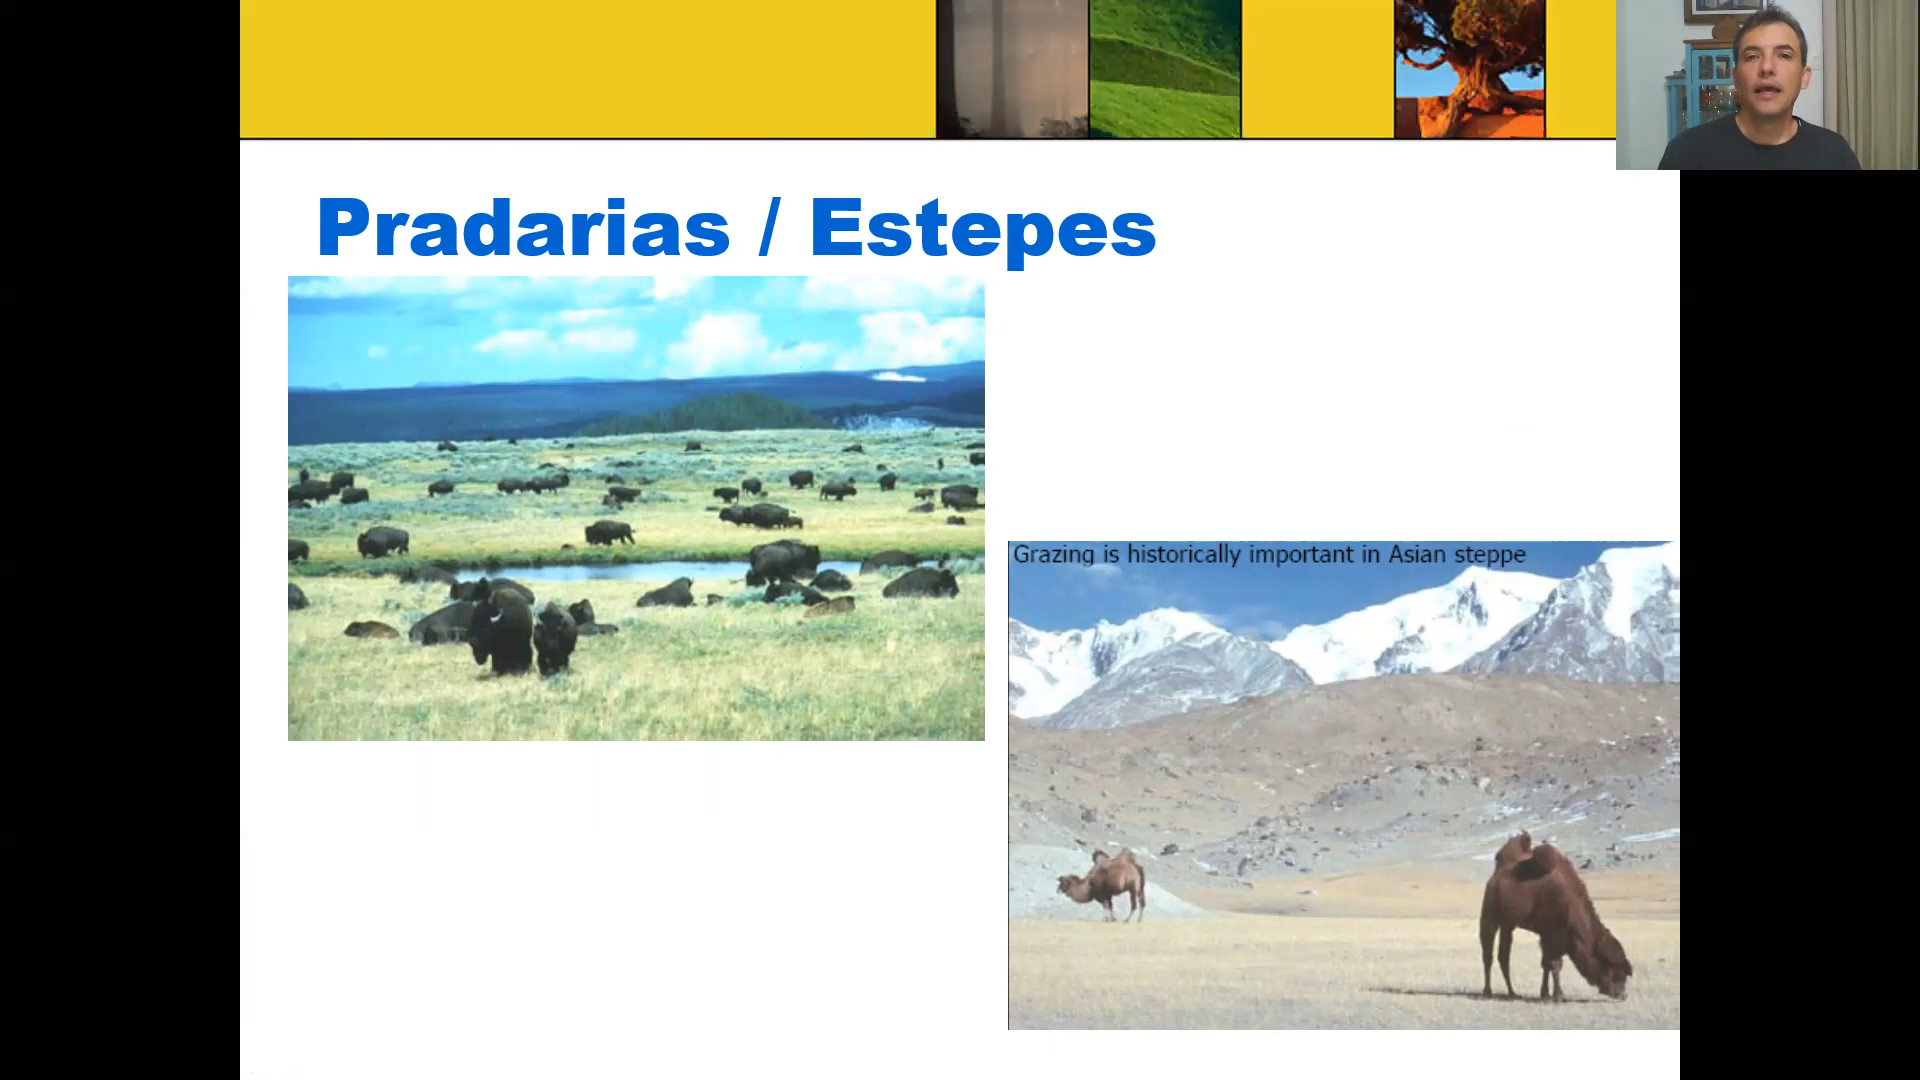 Pradarias / Estepes
Grazing is historically important in Asian steppe